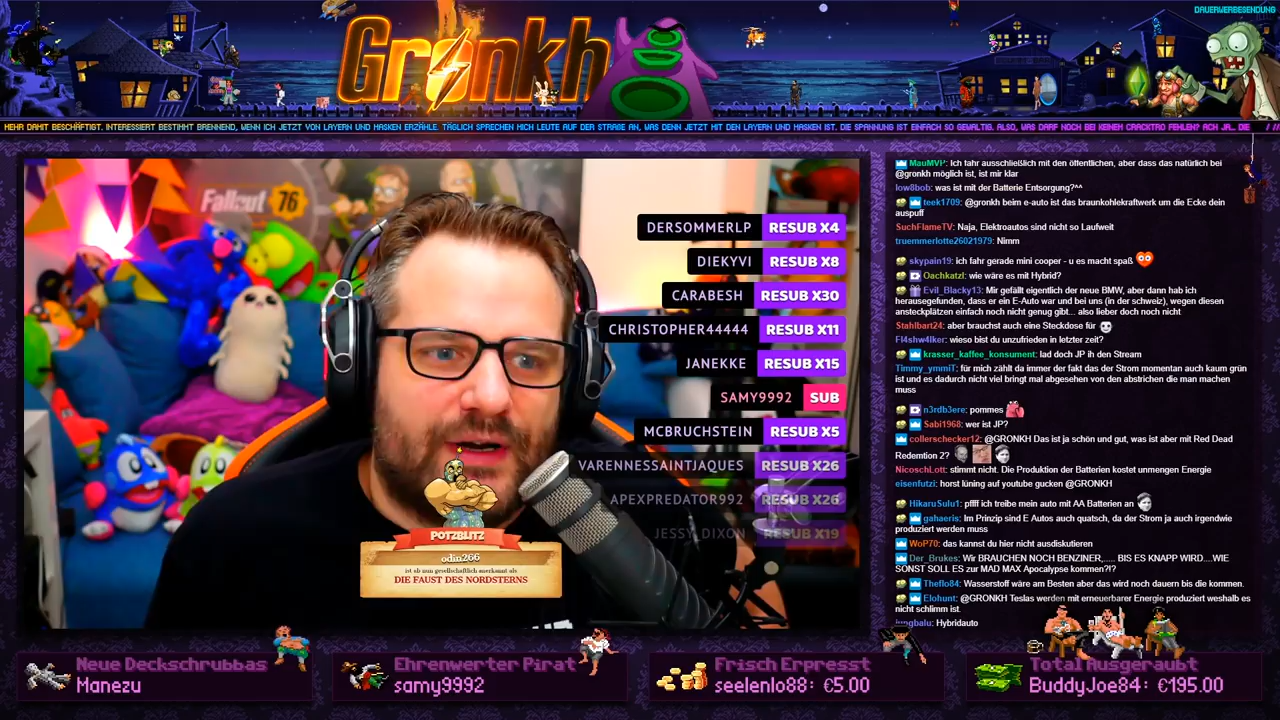 DAUERWERBESENDUNG
Gronkh
MEHR DAMIT BESCHÄFTIGT. INTERESSIERT BESTIMMT BRENNEND, WENN ICH JETZT VON LAYERN UND MASKEN ERZÄHLE. TÄGLICH SPRECHEN MICH LEUTE AUF DER STRAßE AN, WAS DENN JETZT MIT DEN LAYERN UND MASKEN IST. DIE SPANNUNG IST EINFACH SO GEWALTIG. ALSO, WAS DARF NOCH BEI KEINEM CRACKTRO FEHLEN? ACH JA... DIE
Fallout 76
DERSOMMERLP RESUB X4
DIEKYVI RESUB X8
CARABESH RESUB X30
CHRISTOPHER44444 RESUB X11
JANEKKE RESUB X15
SAMY9992 SUB
MCBRUCHSTEIN RESUB X5
VARENNESSAINTJAQUES RESUB X26
APEXPREDATOR992 RESUB X26
JESSY_DIXON RESUB X19
POTZBLITZ
odin266
ist ab nun gesellschaftlich anerkannt als
DIE FAUST DES NORDSTERNS
MauMVP: Ich fahr ausschließlich mit den öffentlichen, aber dass das natürlich bei
@gronkh möglich ist, ist mir klar
low8bob: was ist mit der Batterie Entsorgung?^^
teek1709: @gronkh beim e-auto ist das braunkohlekraftwerk um die Ecke dein
auspuff
SuchFlameTV: Naja, Elektroautos sind nicht so Laufweit
truemmerlotte26021979: Nimm
skypain19: ich fahr gerade mini cooper - u es macht spaß
Oachkatzl: wie wäre es mit Hybrid?
Evil_Blacky13: Mir gefällt eigentlich der neue BMW, aber dann hab ich
herausegefunden, dass er ein E-Auto war und bei uns (in der schweiz), wegen diesen
ansteckplätzen einfach noch nicht genug gibt... also lieber doch noch nicht
Stahlbart24: aber brauchst auch eine Steckdose für
Fl4shw4lker: wieso bist du unzufrieden in letzter zeit?
krasser_kaffee_konsument: lad doch JP ih den Stream
Timmy_ymmiT: für mich zählt da immer der fakt das der Strom momentan auch kaum grün
ist und es dadurch nicht viel bringt mal abgesehen von den abstrichen die man machen
muss
n3rdb3ere: pommes
Sabi1968: wer ist JP?
collerschecker12: @GRONKH Das ist ja schön und gut, was ist aber mit Red Dead
Redemtion 2?
NicoschLott: stimmt nicht. Die Produktion der Batterien kostet unmengen Energie
eisenfutzi: horst lüning auf youtube gucken @GRONKH
HikaruSulu1: pffff ich treibe mein auto mit AA Batterien an
gahaeris: Im Prinzip sind E Autos auch quatsch, da der Strom ja auch irgendwie
produziert werden muss
WoP70: das kannst du hier nicht ausdiskutieren
Der_Brukes: Wir BRAUCHEN NOCH BENZINER,.... BIS ES KNAPP WIRD....WIE
SONST SOLL ES zur MAD MAX Apocalypse kommen?!?
Theflo84: Wasserstoff wäre am Besten aber das wird noch dauern bis die kommen.
Elohunt: @GRONKH Teslas werden mit erneuerbarer Energie produziert weshalb es
nicht schlimm ist.
jungbalu: Hybridauto
Neue Deckschrubbas
Manezu
Ehrenwerter Pirat
samy9992
Frisch Erpresst
seelenlo88: €5.00
Total Ausgeraubt
BuddyJoe84: €195.00